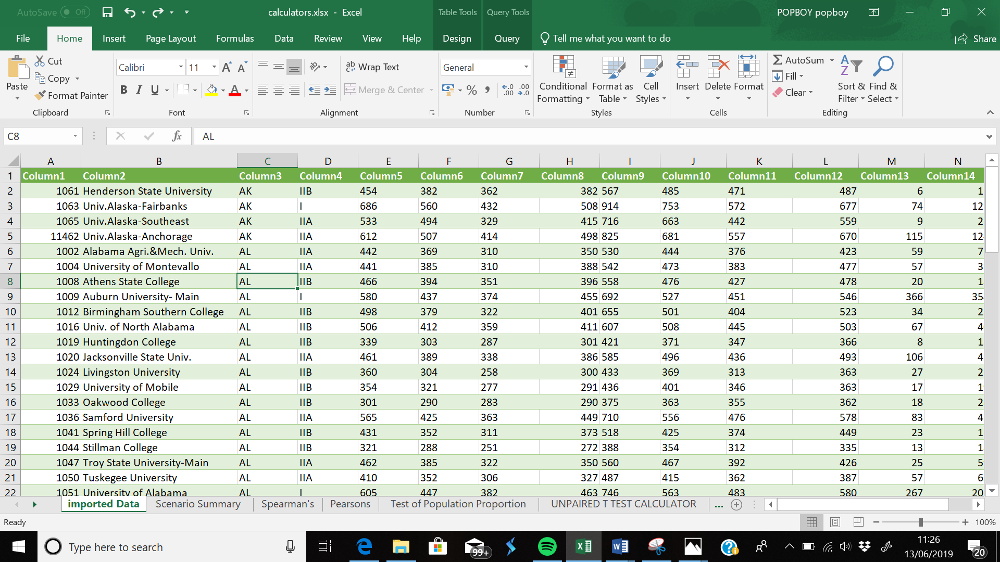 AutoSave Off calculators.xlsx - Excel Table Tools Query Tools POPBOY popboy
File Home Insert Page Layout Formulas Data Review View Help Design Query Tell me what you want to do Share
Cut
Copy
Format Painter
Paste
Clipboard
Calibri 11
B I U A
Font
Wrap Text
Merge & Center
Alignment
General
% , .00 .0
Number
Conditional Formatting
Format as Table
Cell Styles
Styles
Insert Delete Format
Cells
AutoSum
Fill
Clear
Sort & Filter
Find & Select
Editing
C8 fx AL
A B C D E F G H I J K L M N
1 Column1 Column2 Column3 Column4 Column5 Column6 Column7 Column8 Column9 Column10 Column11 Column12 Column13 Column14
2 1061 Henderson State University AK IIB 454 382 362 382 567 485 471 487 6 1
3 1063 Univ.Alaska-Fairbanks AK I 686 560 432 508 914 753 572 677 74 12
4 1065 Univ.Alaska-Southeast AK IIA 533 494 329 415 716 663 442 559 9 2
5 11462 Univ.Alaska-Anchorage AK IIA 612 507 414 498 825 681 557 670 115 12
6 1002 Alabama Agri.&Mech. Univ. AL IIA 442 369 310 350 530 444 376 423 59 7
7 1004 University of Montevallo AL IIA 441 385 310 388 542 473 383 477 57 3
8 1008 Athens State College AL IIB 466 394 351 396 558 476 427 478 20 1
9 1009 Auburn University- Main AL I 580 437 374 455 692 527 451 546 366 35
10 1012 Birmingham Southern College AL IIB 498 379 322 401 655 501 404 523 34 2
11 1016 Univ. of North Alabama AL IIB 506 412 359 411 607 508 445 503 67 4
12 1019 Huntingdon College AL IIB 339 303 287 301 421 371 347 366 8 1
13 1020 Jacksonville State Univ. AL IIA 461 389 338 386 585 496 436 493 106 4
14 1024 Livingston University AL IIB 360 304 258 300 433 369 313 363 27 2
15 1029 University of Mobile AL IIB 354 321 277 291 436 401 346 363 17 1
16 1033 Oakwood College AL IIB 301 290 283 290 375 363 355 362 18 2
17 1036 Samford University AL IIA 565 425 363 449 710 556 476 578 83 4
18 1041 Spring Hill College AL IIB 431 352 311 373 518 425 374 449 23 1
19 1044 Stillman College AL IIB 321 288 251 272 388 354 312 335 13 1
20 1047 Troy State University-Main AL IIA 462 385 322 350 560 467 392 426 25 5
21 1050 Tuskegee University AL IIA 410 352 306 327 487 415 362 387 57 6
22 1051 University of Alabama AL I 605 447 382 463 746 563 483 580 267 20
imported Data Scenario Summary Spearman's Pearsons Test of Population Proportion UNPAIRED T TEST CALCULATOR ...
Ready 100%
Type here to search 99+ 11:26
13/06/2019 20